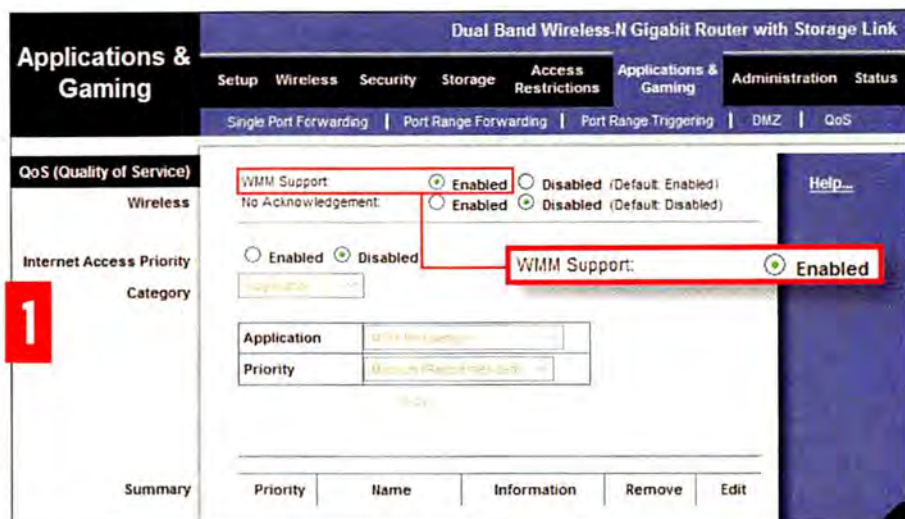 Dual Band Wireless-N Gigabit Router with Storage Link
Applications & Gaming
Setup Wireless Security Storage Access Restrictions Applications & Gaming Administration Status
Single Port Forwarding | Port Range Forwarding | Port Range Triggering | DMZ | QoS
QoS (Quality of Service)
Wireless
WMM Support: Enabled Disabled (Default: Enabled)
No Acknowledgement: Enabled Disabled (Default: Disabled)
Help...
Internet Access Priority
Enabled Disabled
WMM Support: Enabled
Category
1
Application
Priority
Summary
Priority Name Information Remove Edit